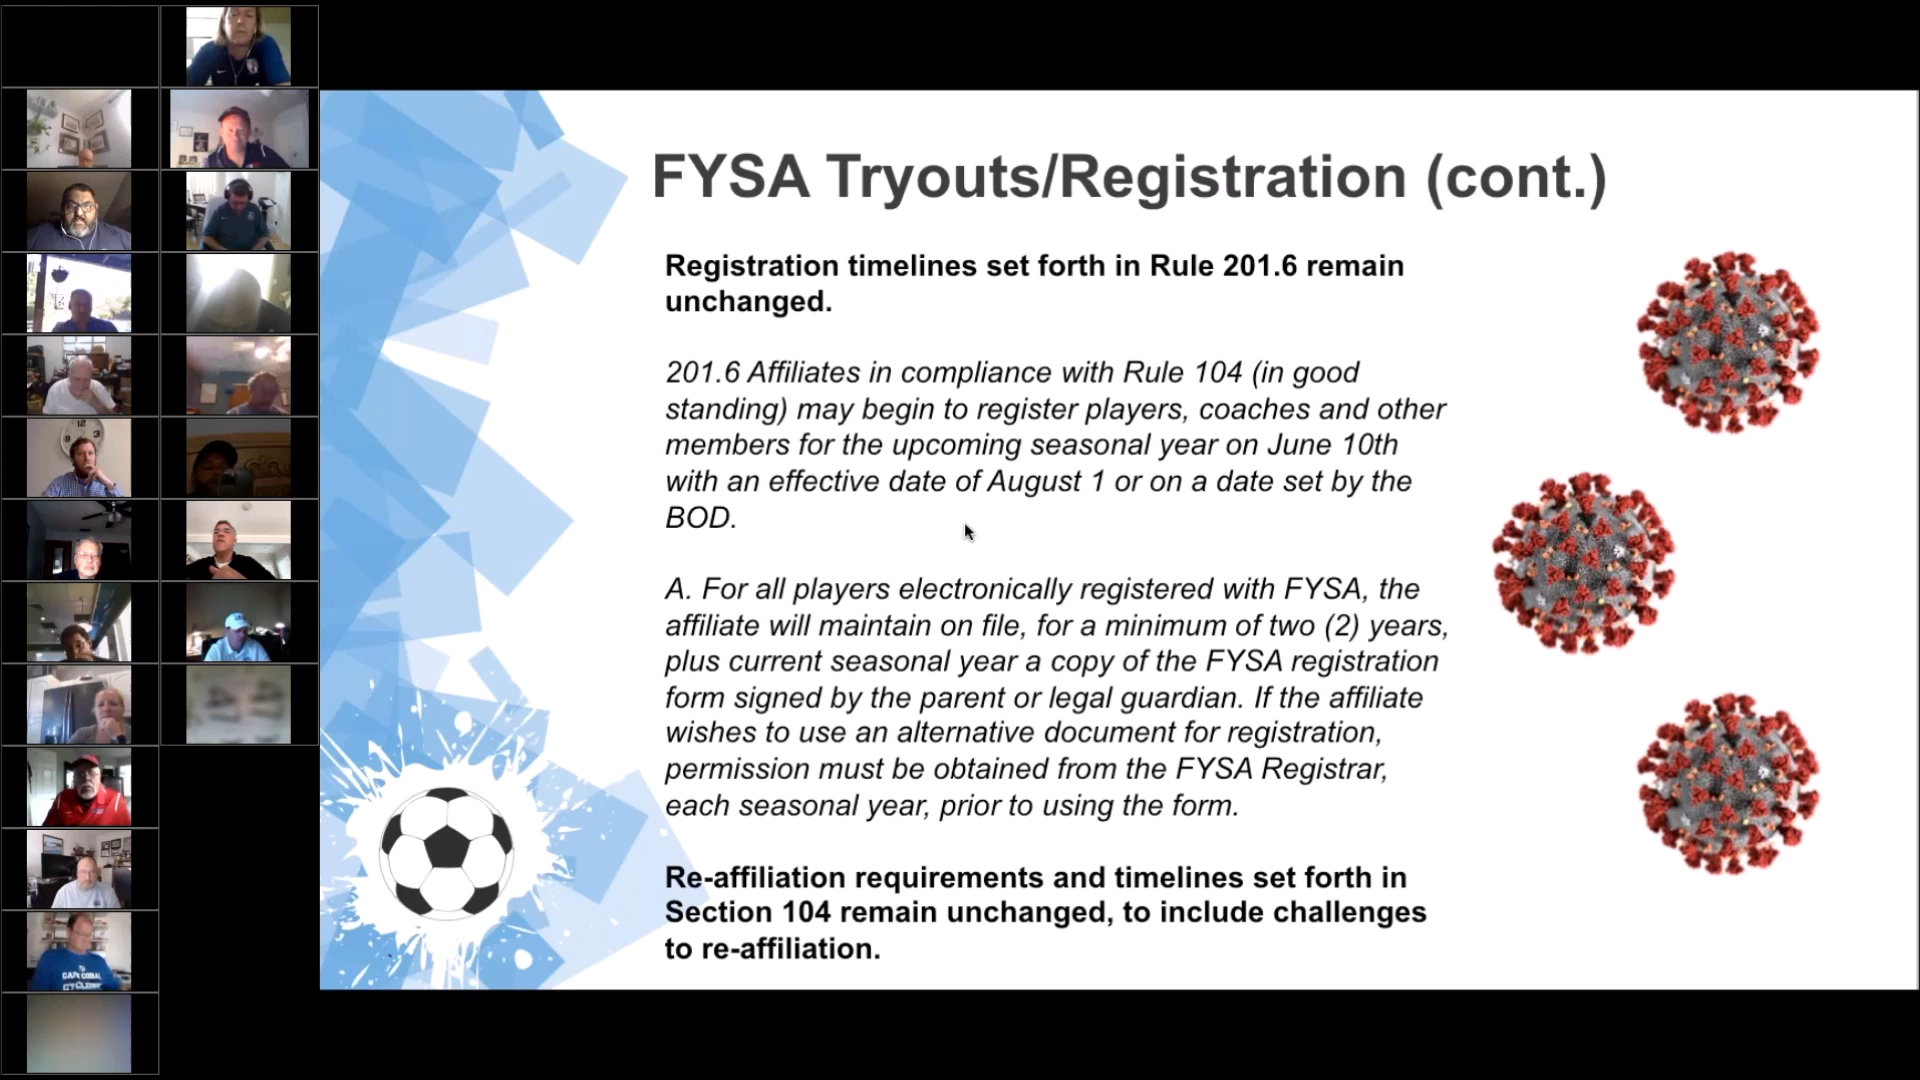 FYSA Tryouts/Registration (cont.)
Registration timelines set forth in Rule 201.6 remain
unchanged.
201.6 Affiliates in compliance with Rule 104 (in good
standing) may begin to register players, coaches and other
members for the upcoming seasonal year on June 10th
with an effective date of August 1 or on a date set by the
BOD.
A. For all players electronically registered with FYSA, the
affiliate will maintain on file, for a minimum of two (2) years,
plus current seasonal year a copy of the FYSA registration
form signed by the parent or legal guardian. If the affiliate
wishes to use an alternative document for registration,
permission must be obtained from the FYSA Registrar,
each seasonal year, prior to using the form.
Re-affiliation requirements and timelines set forth in
Section 104 remain unchanged, to include challenges
to re-affiliation.
12
CAPE CORAL